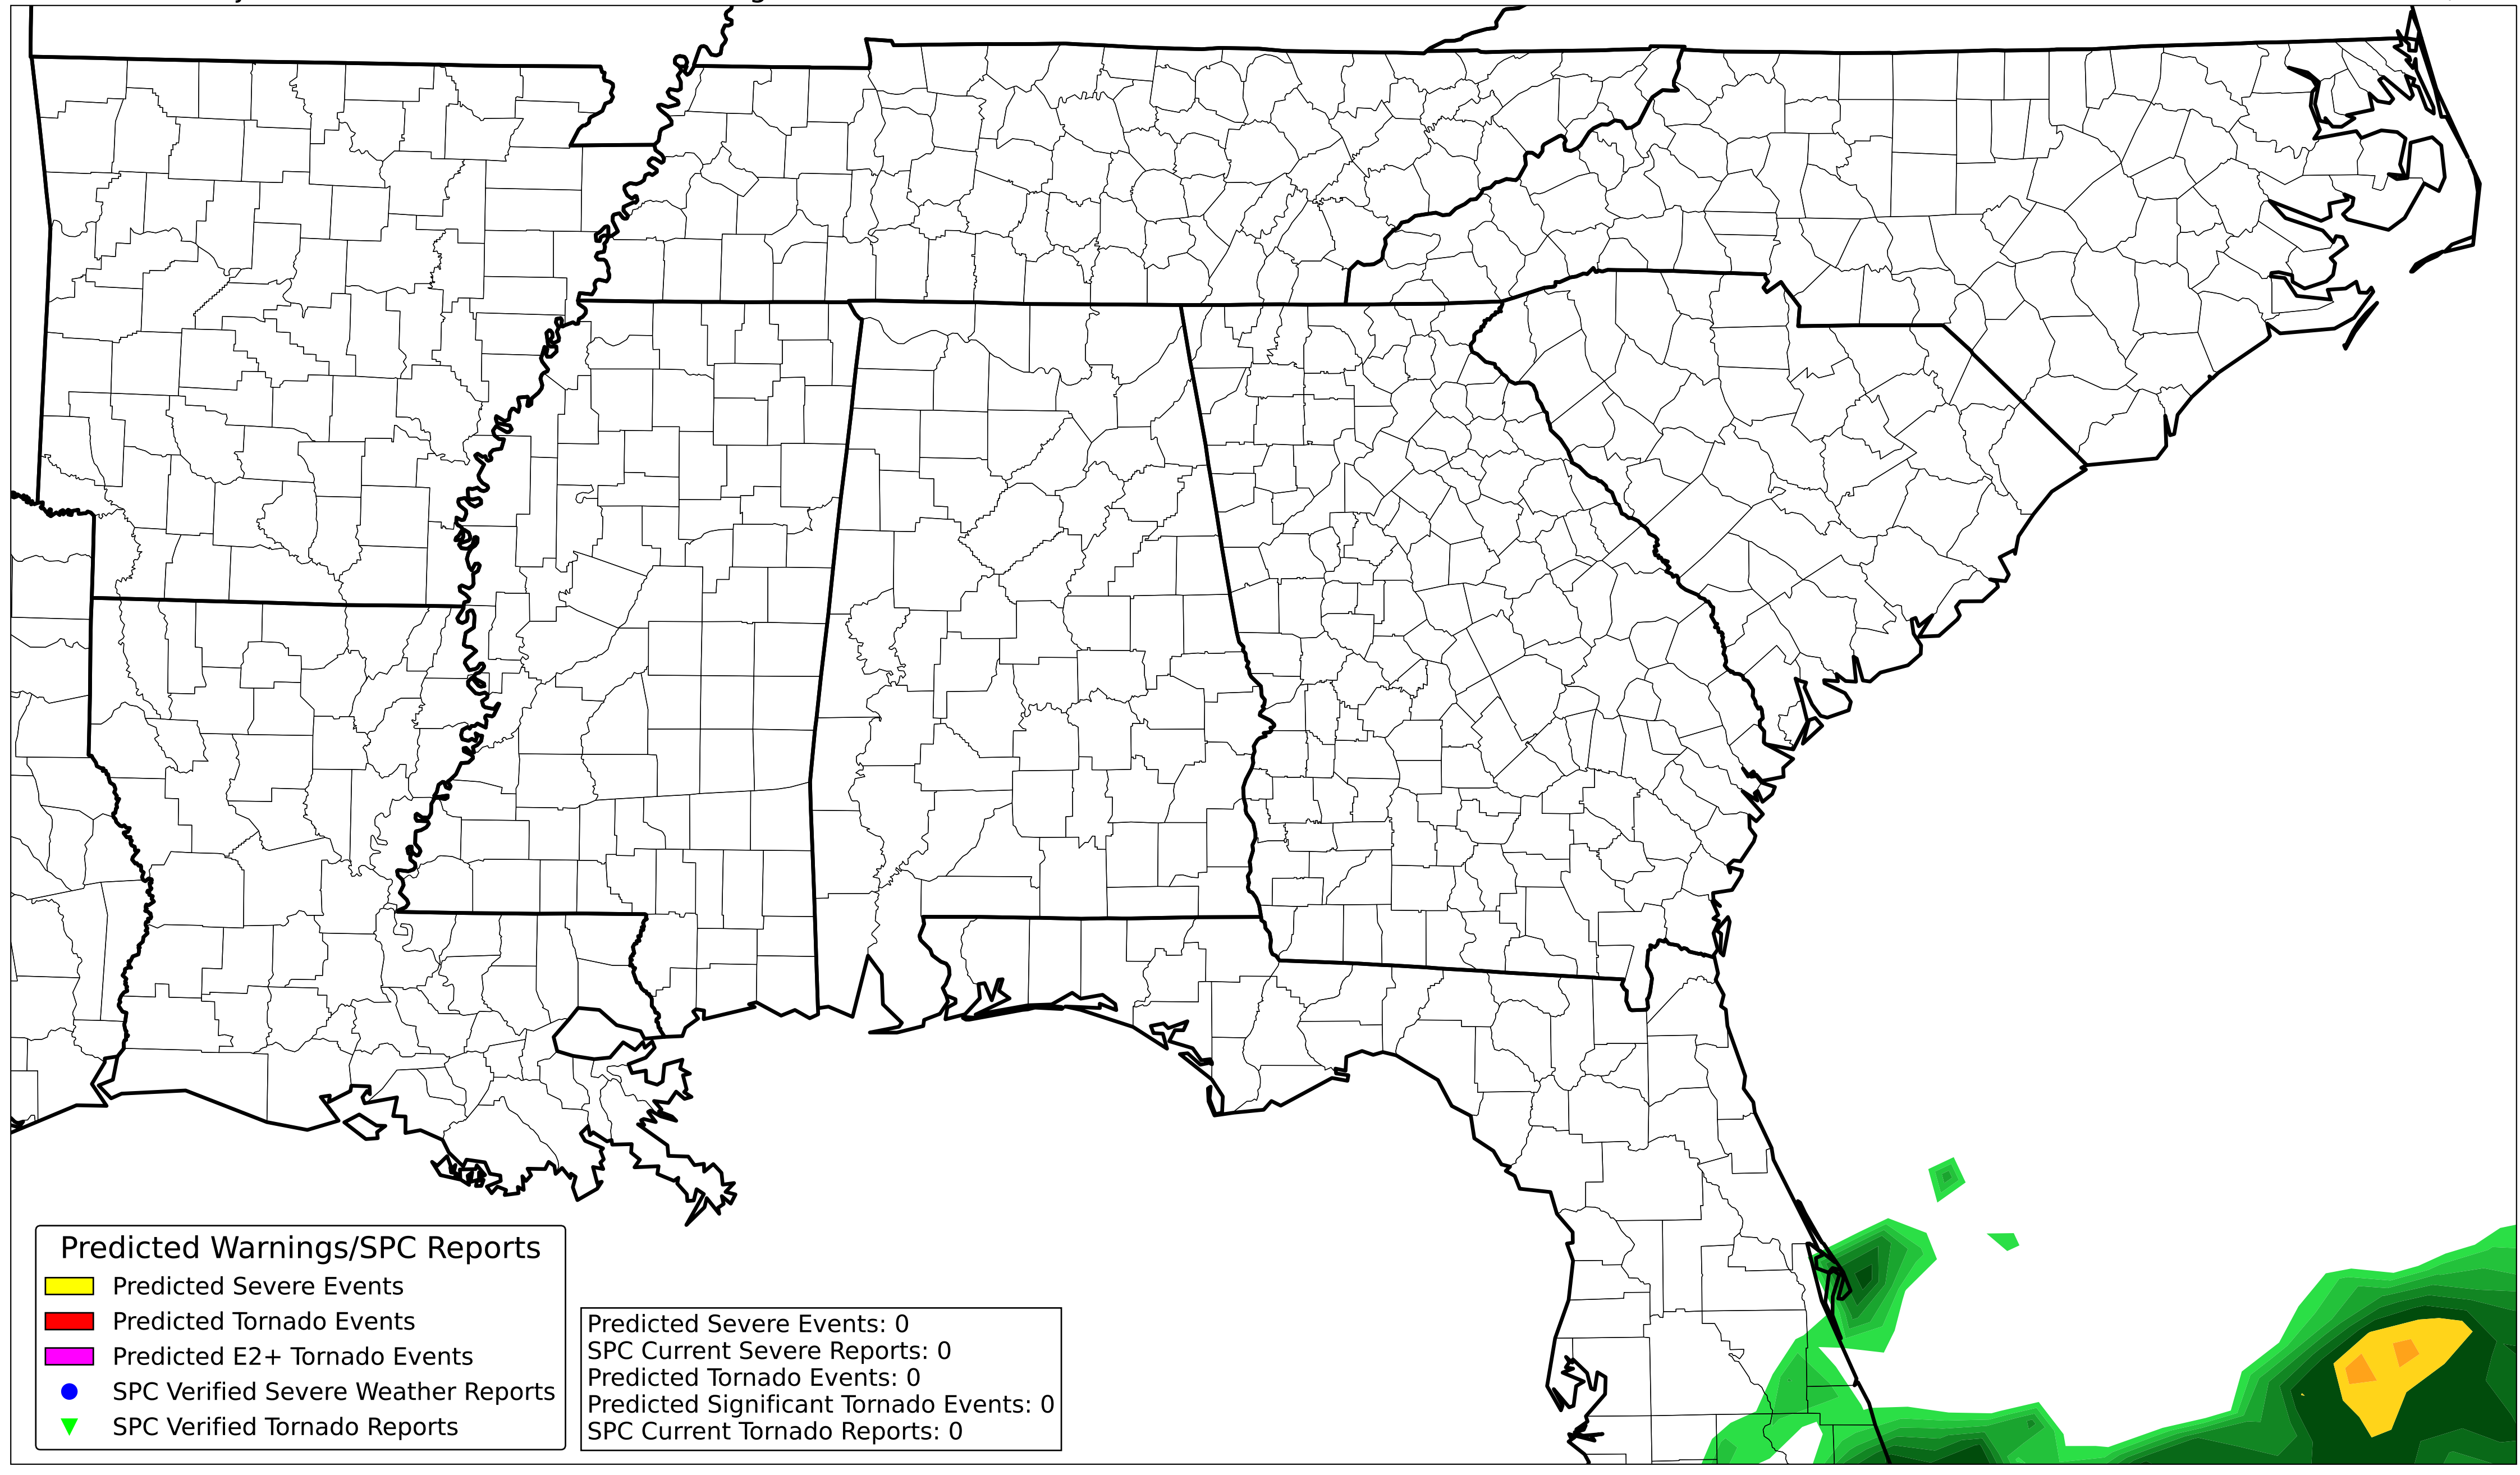 Predicted Warnings/SPC Reports
Predicted Severe Events
Predicted Tornado Events
Predicted E2+ Tornado Events
SPC Verified Severe Weather Reports
SPC Verified Tornado Reports
Predicted Severe Events: 0
SPC Current Severe Reports: 0
Predicted Tornado Events: 0
Predicted Significant Tornado Events: 0
SPC Current Tornado Reports: 0